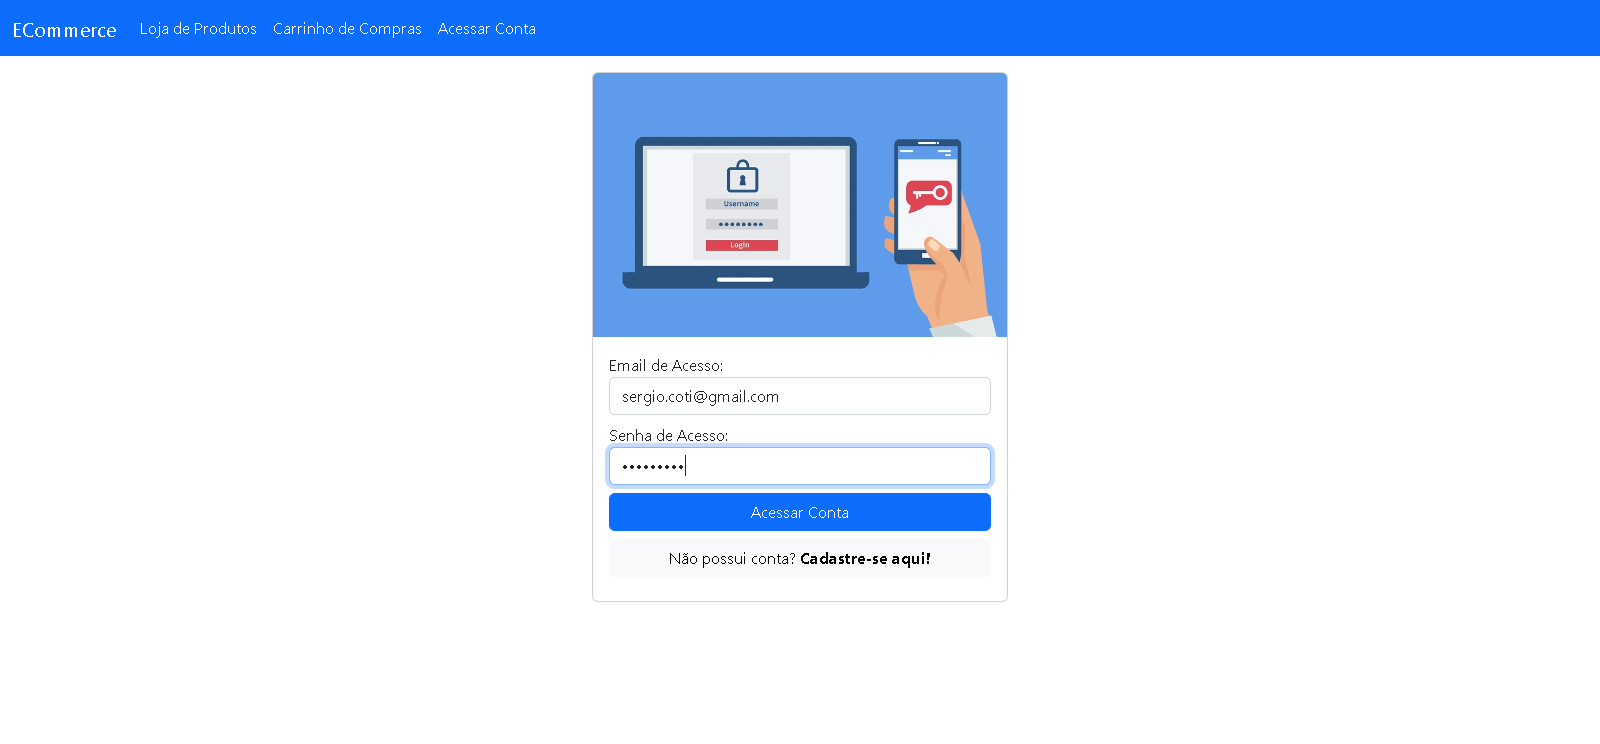 ECommerce Loja de Produtos Carrinho de Compras Acessar Conta
Username
••••••••
Login
Email de Acesso:
sergio.coti@gmail.com
Senha de Acesso:
•••••••••
Acessar Conta
Não possui conta? Cadastre-se aqui!